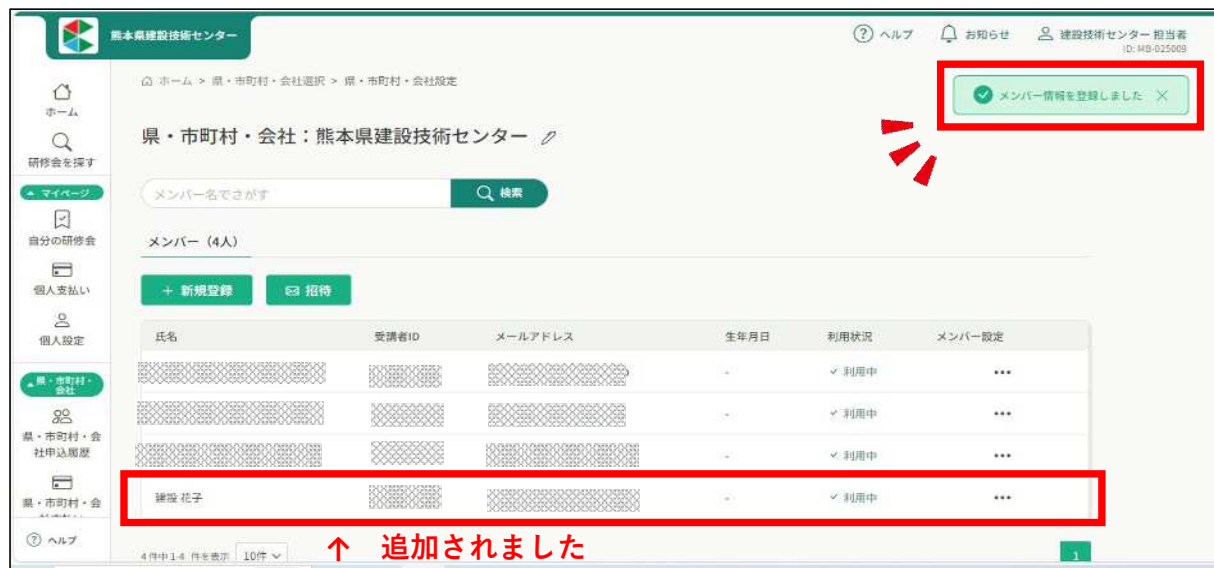 熊本県建設技術センター
ヘルプ
お知らせ
建設技術センター 担当者
ID: MB-025009
ホーム > 県・市町村・会社選択 > 県・市町村・会社設定
メンバー情報を登録しました ×
ホーム
研修会を探す
マイページ
自分の研修会
個人支払い
個人設定
県・市町村・
会社
県・市町村・会
社申込履歴
県・市町村・会
ヘルプ
県・市町村・会社：熊本県建設技術センター
メンバー名でさがす
検索
メンバー（4人）
+ 新規登録
招待
氏名 受講者ID メールアドレス 生年月日 利用状況 メンバー設定
- 利用中 •••
- 利用中 •••
- 利用中 •••
建設 花子 - 利用中 •••
↑ 追加されました
4 件中 1-4 件を表示 10件
1